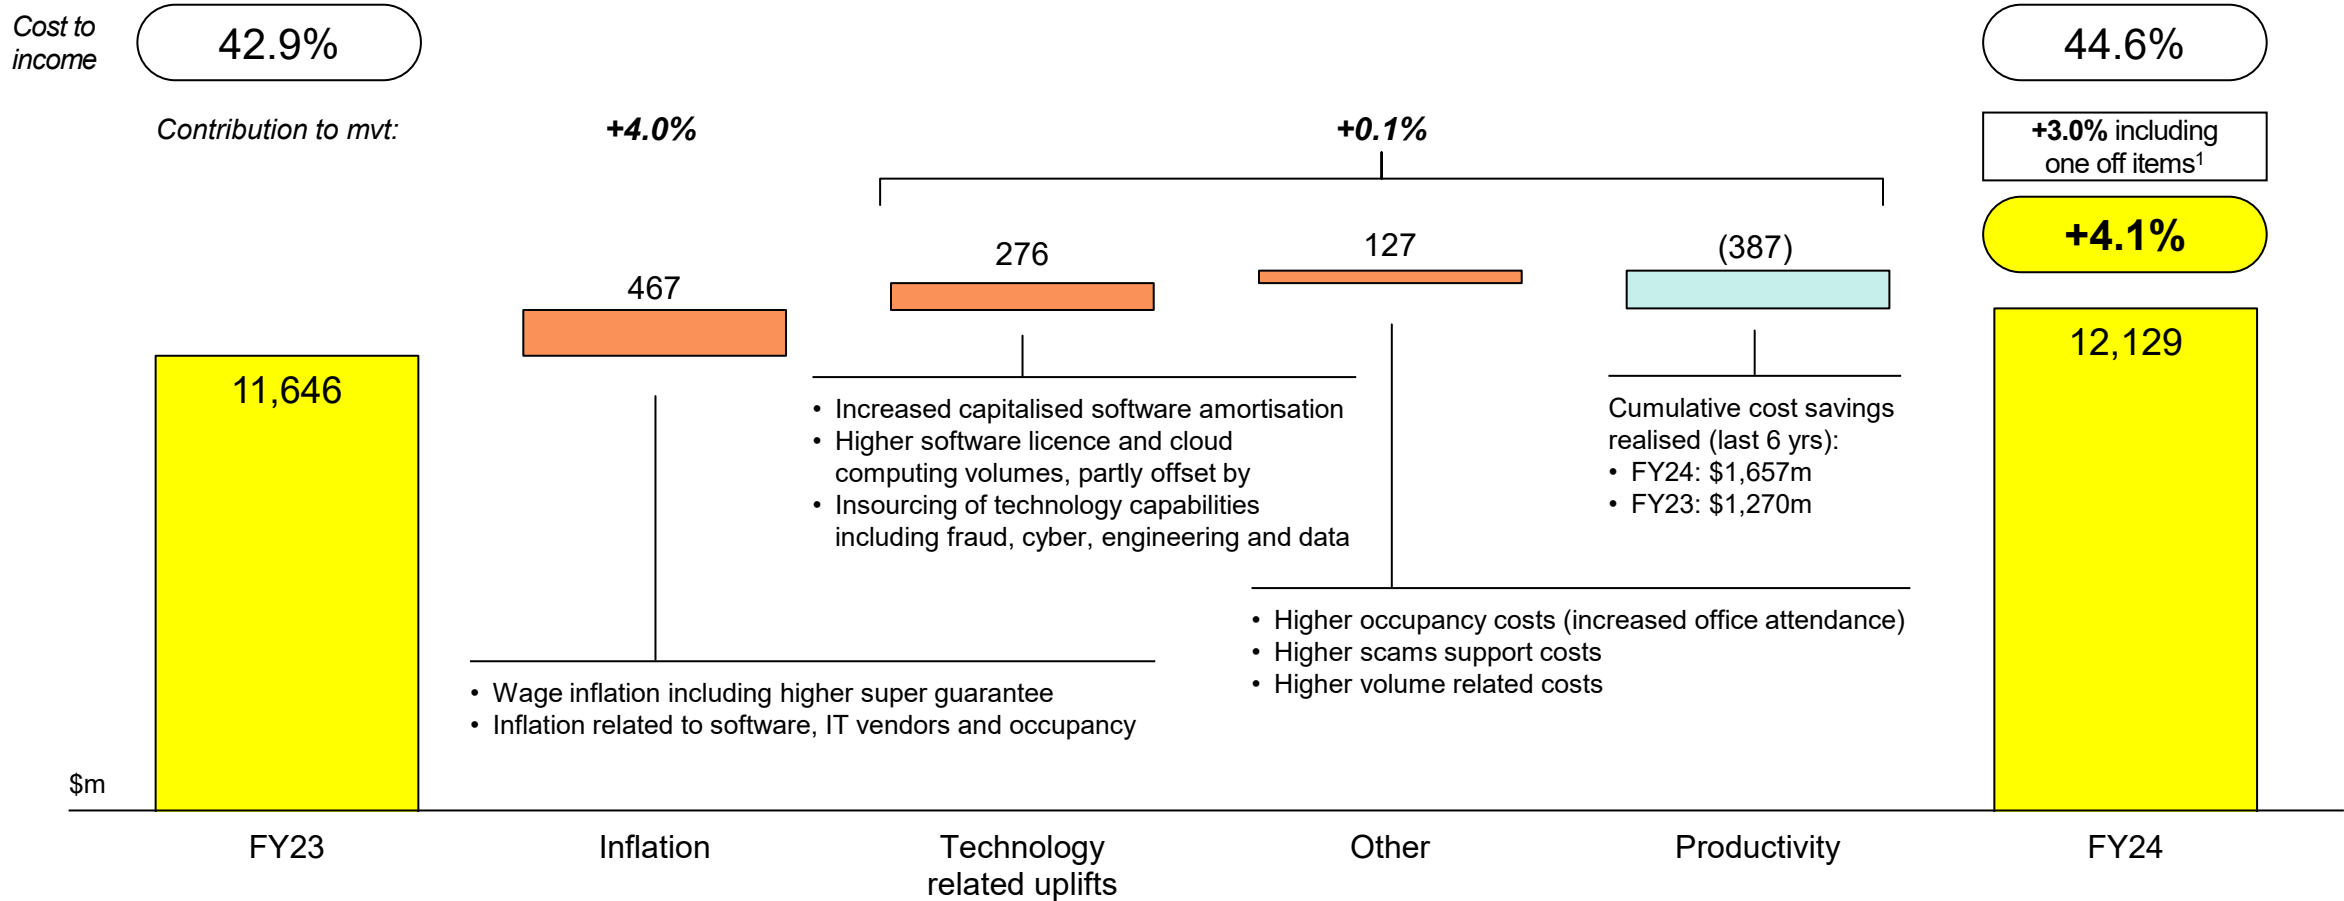 Cost to
income
42.9%
44.6%
Contribution to mvt:
+4.0%
+0.1%
+3.0% including
one off items¹
+4.1%
11,646
467
276
127
(387)
12,129
• Increased capitalised software amortisation
• Higher software licence and cloud
computing volumes, partly offset by
• Insourcing of technology capabilities
including fraud, cyber, engineering and data
Cumulative cost savings
realised (last 6 yrs):
• FY24: $1,657m
• FY23: $1,270m
• Higher occupancy costs (increased office attendance)
• Higher scams support costs
• Higher volume related costs
• Wage inflation including higher super guarantee
• Inflation related to software, IT vendors and occupancy
$m
FY23
Inflation
Technology
related uplifts
Other
Productivity
FY24